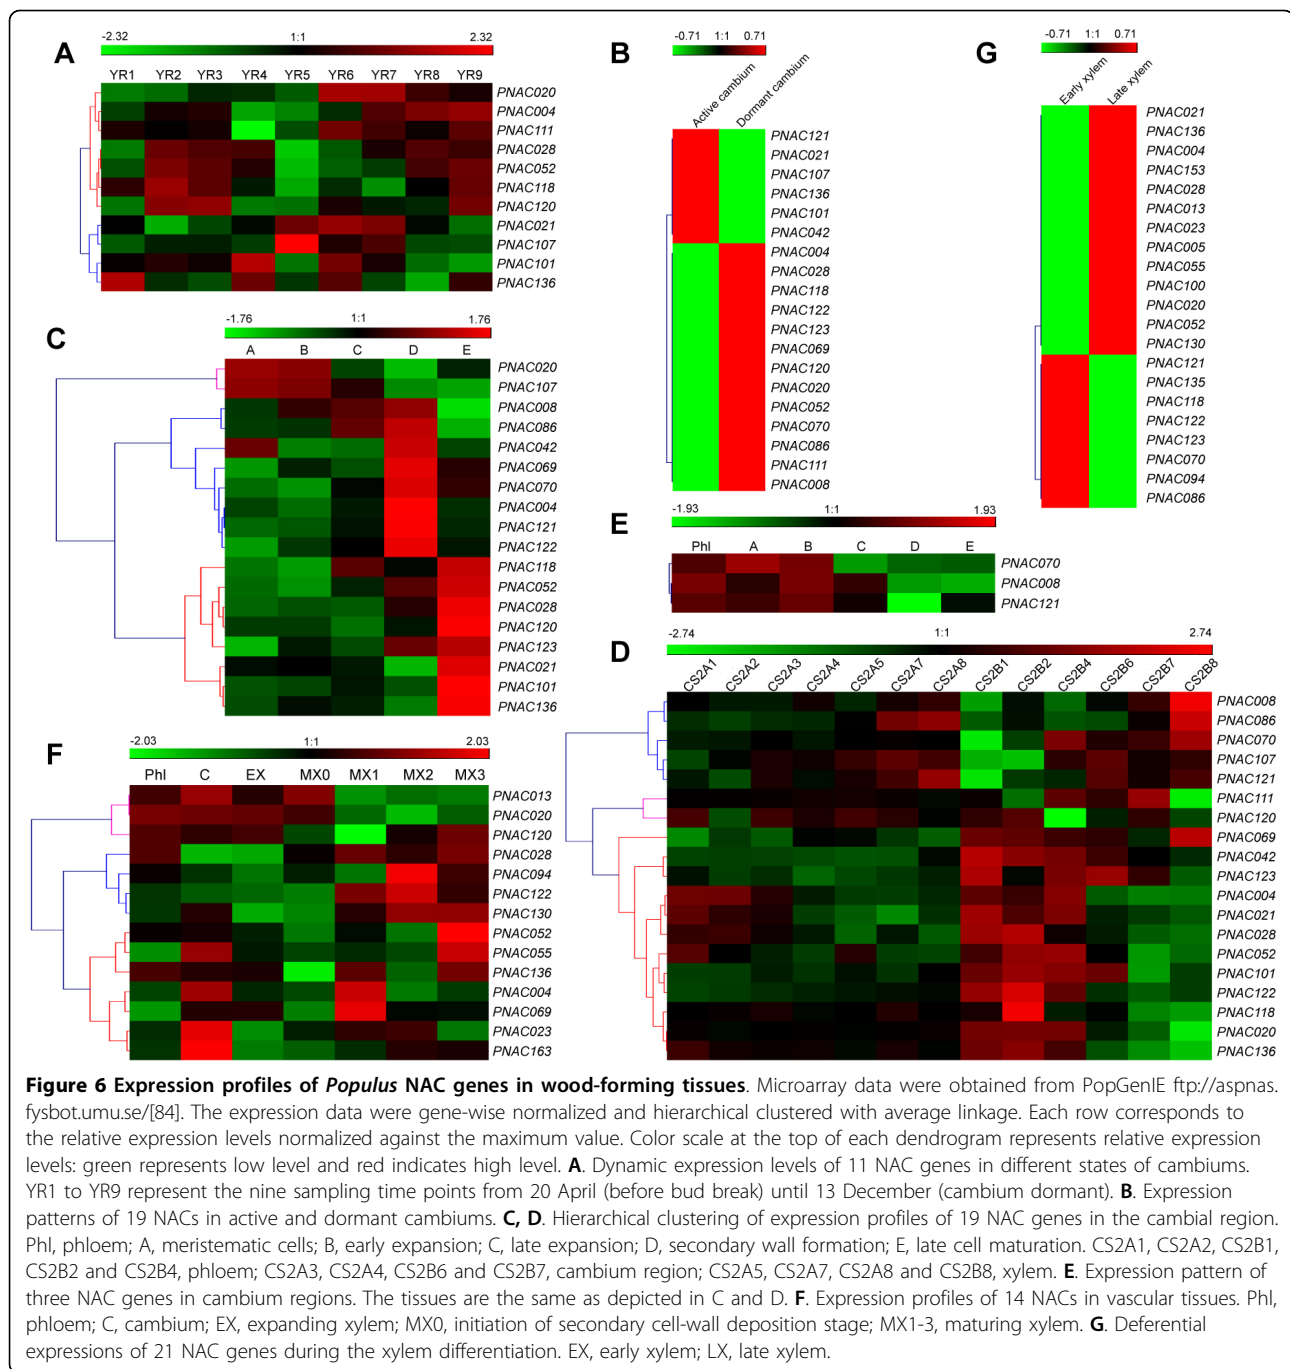 A
-2.32 1:1 2.32
YR1 YR2 YR3 YR4 YR5 YR6 YR7 YR8 YR9
PNAC020
PNAC004
PNAC111
PNAC028
PNAC052
PNAC118
PNAC120
PNAC021
PNAC107
PNAC101
PNAC136
B
-0.71 1:1 0.71
Active cambium
Dormant cambium
PNAC121
PNAC021
PNAC107
PNAC136
PNAC101
PNAC042
PNAC004
PNAC028
PNAC118
PNAC122
PNAC123
PNAC069
PNAC120
PNAC020
PNAC052
PNAC070
PNAC086
PNAC111
PNAC008
G
-0.71 1:1 0.71
Early xylem
Late xylem
PNAC021
PNAC136
PNAC004
PNAC153
PNAC028
PNAC013
PNAC023
PNAC005
PNAC055
PNAC100
PNAC020
PNAC052
PNAC130
PNAC121
PNAC135
PNAC118
PNAC122
PNAC123
PNAC070
PNAC094
PNAC086
C
-1.76 1:1 1.76
A B C D E
PNAC020
PNAC107
PNAC008
PNAC086
PNAC042
PNAC069
PNAC070
PNAC004
PNAC121
PNAC122
PNAC118
PNAC052
PNAC028
PNAC120
PNAC123
PNAC021
PNAC101
PNAC136
E
-1.93 1:1 1.93
Phl A B C D E
PNAC070
PNAC008
PNAC121
D
-2.74 1:1 2.74
CS2A1 CS2A2 CS2A3 CS2A4 CS2A5 CS2A7 CS2A8 CS2B1 CS2B2 CS2B4 CS2B6 CS2B7 CS2B8
PNAC008
PNAC086
PNAC070
PNAC107
PNAC121
PNAC111
PNAC120
PNAC069
PNAC042
PNAC123
PNAC004
PNAC021
PNAC028
PNAC052
PNAC101
PNAC122
PNAC118
PNAC020
PNAC136
F
-2.03 1:1 2.03
Phl C EX MX0 MX1 MX2 MX3
PNAC013
PNAC020
PNAC120
PNAC028
PNAC094
PNAC122
PNAC130
PNAC052
PNAC055
PNAC136
PNAC004
PNAC069
PNAC023
PNAC163
Figure 6 Expression profiles of Populus NAC genes in wood-forming tissues. Microarray data were obtained from PopGenIE ftp://aspnas.
fysbot.umu.se/[84]. The expression data were gene-wise normalized and hierarchical clustered with average linkage. Each row corresponds to
the relative expression levels normalized against the maximum value. Color scale at the top of each dendrogram represents relative expression
levels: green represents low level and red indicates high level. A. Dynamic expression levels of 11 NAC genes in different states of cambiums.
YR1 to YR9 represent the nine sampling time points from 20 April (before bud break) until 13 December (cambium dormant). B. Expression
patterns of 19 NACs in active and dormant cambiums. C, D. Hierarchical clustering of expression profiles of 19 NAC genes in the cambial region.
Phl, phloem; A, meristematic cells; B, early expansion; C, late expansion; D, secondary wall formation; E, late cell maturation. CS2A1, CS2A2, CS2B1,
CS2B2 and CS2B4, phloem; CS2A3, CS2A4, CS2B6 and CS2B7, cambium region; CS2A5, CS2A7, CS2A8 and CS2B8, xylem. E. Expression pattern of
three NAC genes in cambium regions. The tissues are the same as depicted in C and D. F. Expression profiles of 14 NACs in vascular tissues. Phl,
phloem; C, cambium; EX, expanding xylem; MX0, initiation of secondary cell-wall deposition stage; MX1-3, maturing xylem. G. Deferential
expressions of 21 NAC genes during the xylem differentiation. EX, early xylem; LX, late xylem.